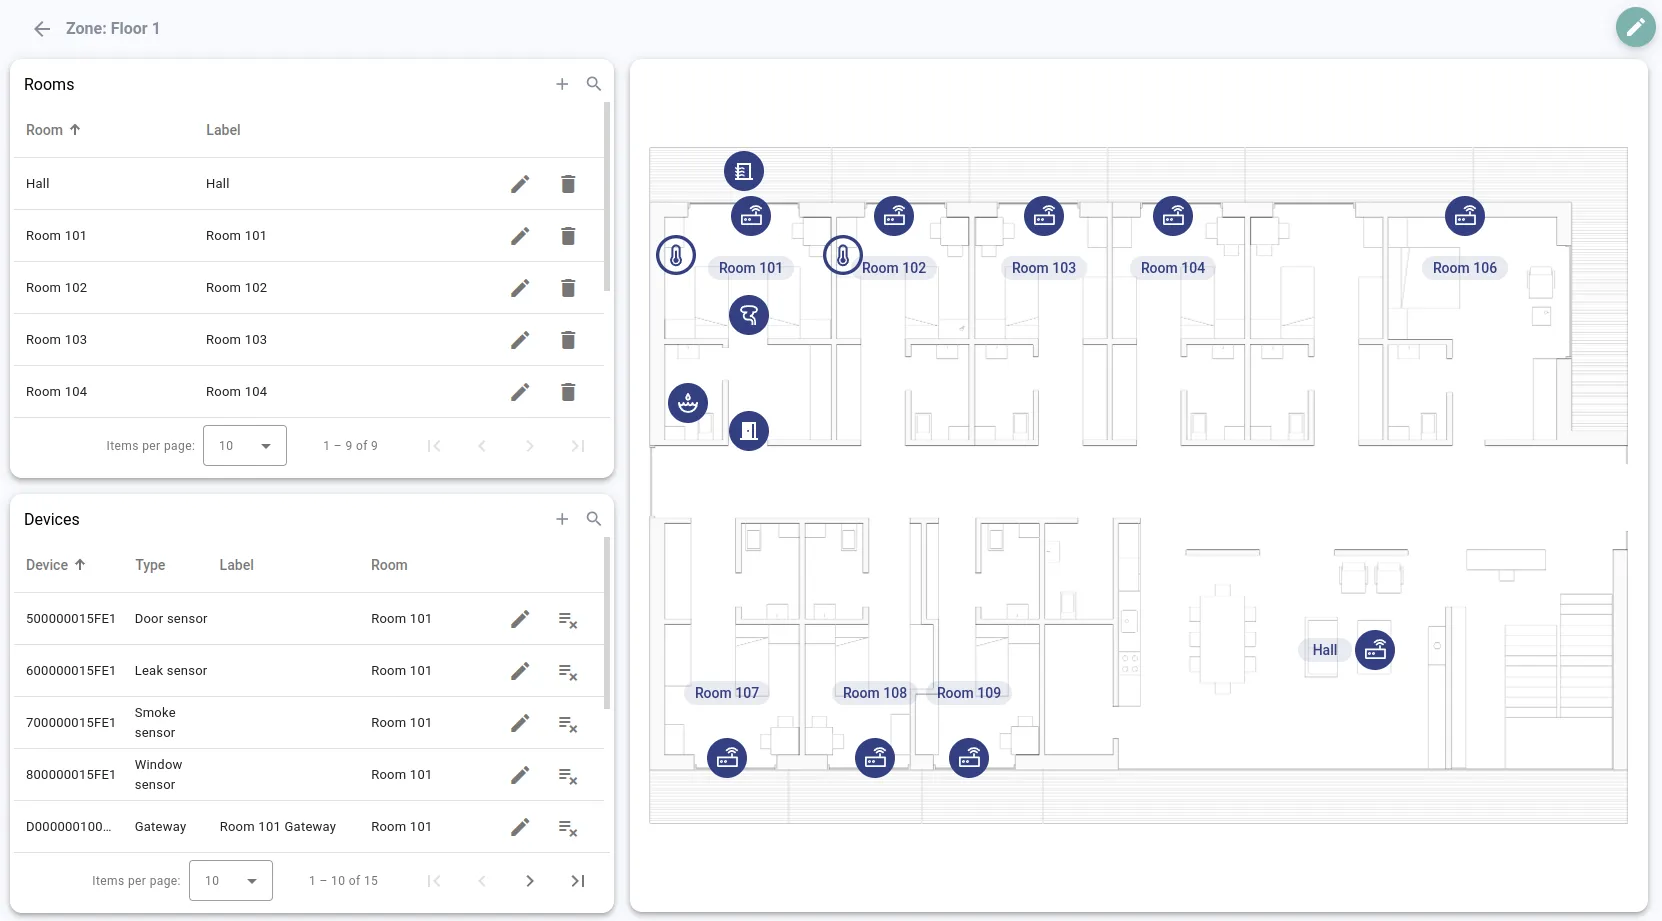 Zone: Floor 1
Rooms
Room Label
Hall Hall
Room 101 Room 101
Room 102 Room 102
Room 103 Room 103
Room 104 Room 104
Items per page: 10 1 – 9 of 9
Devices
Device Type Label Room
500000015FE1 Door sensor Room 101
600000015FE1 Leak sensor Room 101
700000015FE1 Smoke sensor Room 101
800000015FE1 Window sensor Room 101
D000000100... Gateway Room 101 Gateway Room 101
Items per page: 10 1 – 10 of 15
Room 101 Room 102 Room 103 Room 104 Room 106
Hall
Room 107 Room 108 Room 109